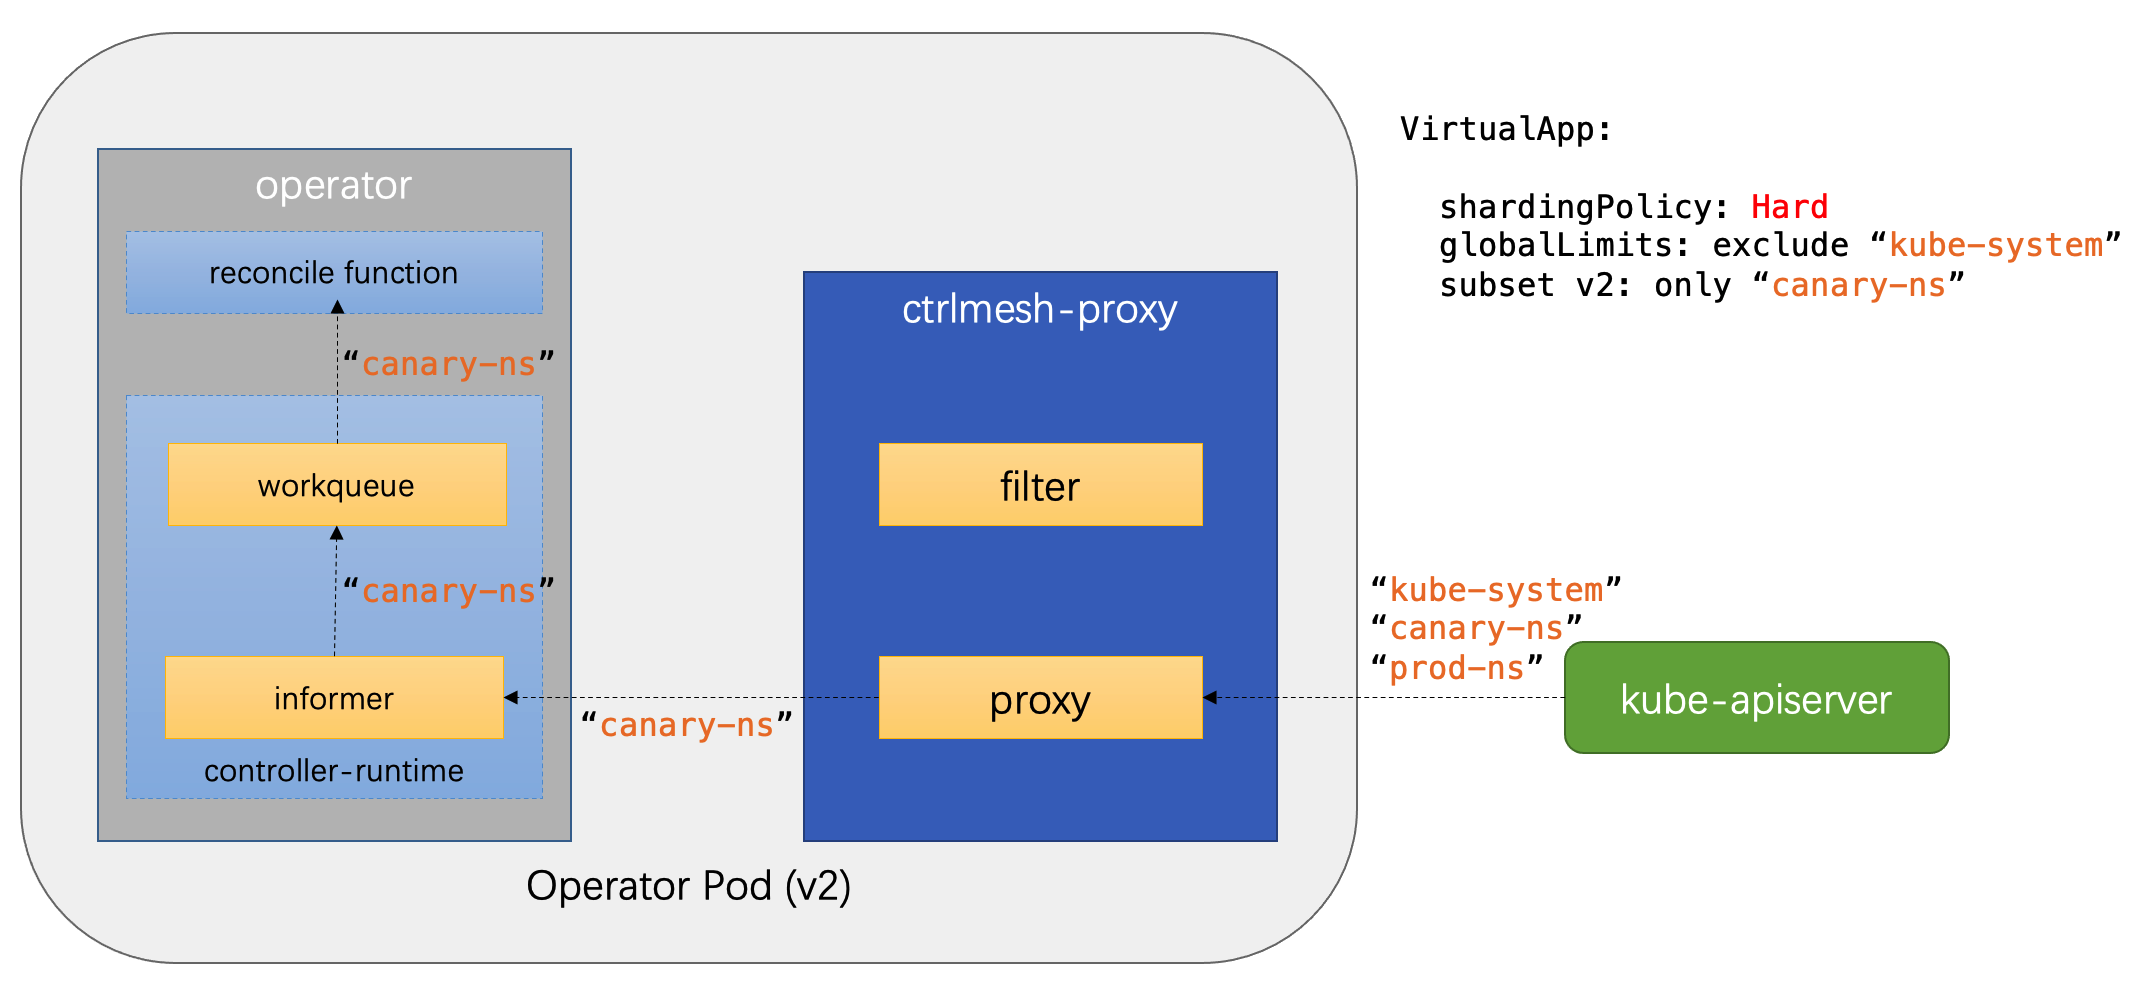 VirtualApp:
shardingPolicy: Hard
globalLimits: exclude “kube-system”
subset v2: only “canary-ns”
operator
reconcile function
“canary-ns”
workqueue
“canary-ns”
informer
controller-runtime
“canary-ns”
ctrlmesh-proxy
filter
proxy
“kube-system”
“canary-ns”
“prod-ns”
kube-apiserver
Operator Pod (v2)